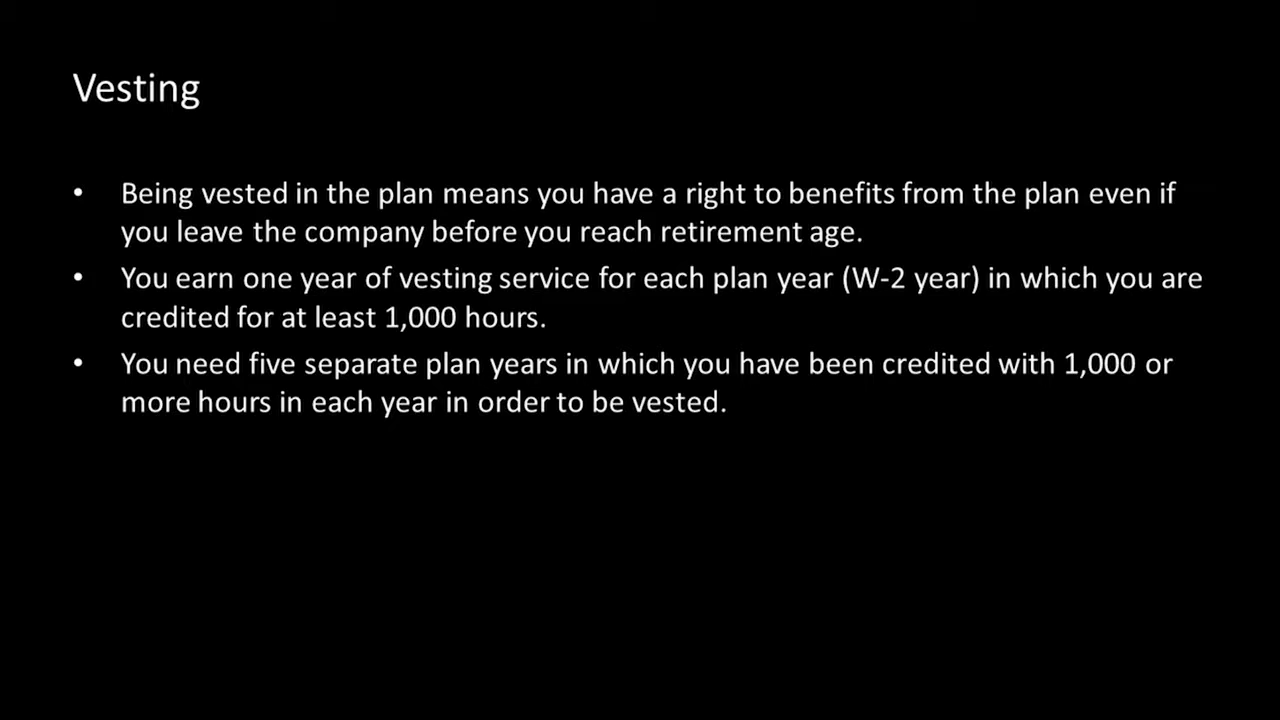 Vesting
• Being vested in the plan means you have a right to benefits from the plan even if
you leave the company before you reach retirement age.
• You earn one year of vesting service for each plan year (W-2 year) in which you are
credited for at least 1,000 hours.
• You need five separate plan years in which you have been credited with 1,000 or
more hours in each year in order to be vested.